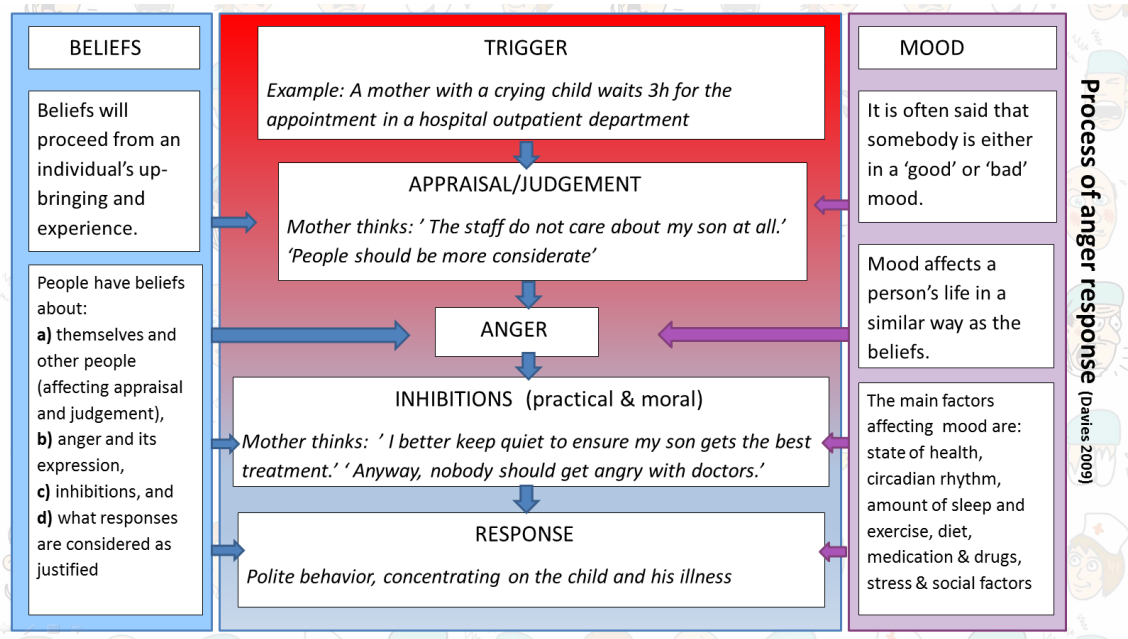 BELIEFS
Beliefs will
proceed from an
individual's up-
bringing and
experience.
People have beliefs
about:
a) themselves and
other people
(affecting appraisal
and judgement),
b) anger and its
expression,
c) inhibitions, and
d) what responses
are considered as
justified
TRIGGER
Example: A mother with a crying child waits 3h for the
appointment in a hospital outpatient department
APPRAISAL/JUDGEMENT
Mother thinks: ' The staff do not care about my son at all.'
'People should be more considerate'
ANGER
INHIBITIONS (practical & moral)
Mother thinks: ' I better keep quiet to ensure my son gets the best
treatment.' ' Anyway, nobody should get angry with doctors.'
RESPONSE
Polite behavior, concentrating on the child and his illness
MOOD
It is often said that
somebody is either
in a 'good' or 'bad'
mood.
Mood affects a
person's life in a
similar way as the
beliefs.
The main factors
affecting mood are:
state of health,
circadian rhythm,
amount of sleep and
exercise, diet,
medication & drugs,
stress & social factors
Process of anger response (Davies 2009)